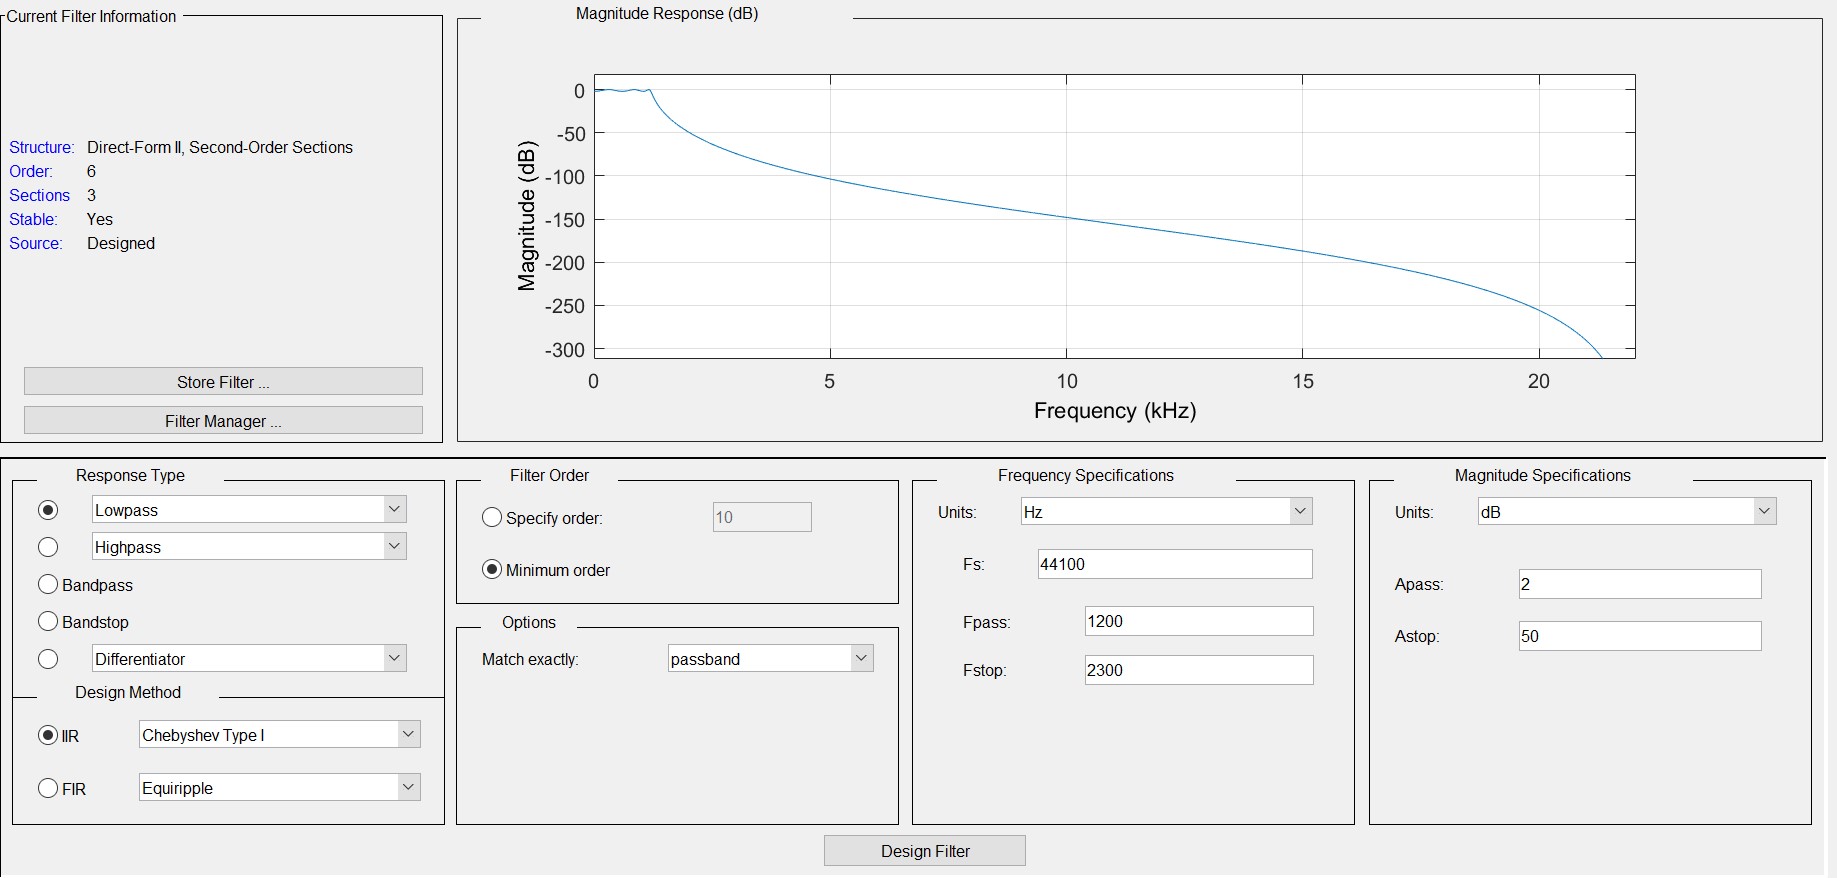 Current Filter Information
Structure: Direct-Form II, Second-Order Sections
Order: 6
Sections 3
Stable: Yes
Source: Designed
Store Filter ...
Filter Manager ...
Magnitude Response (dB)
Magnitude (dB)
0
-50
-100
-150
-200
-250
-300
0 5 10 15 20
Frequency (kHz)
Response Type
Lowpass
Highpass
Bandpass
Bandstop
Differentiator
Design Method
IIR Chebyshev Type I
FIR Equiripple
Filter Order
Specify order: 10
Minimum order
Options
Match exactly: passband
Frequency Specifications
Units: Hz
Fs: 44100
Fpass: 1200
Fstop: 2300
Magnitude Specifications
Units: dB
Apass: 2
Astop: 50
Design Filter